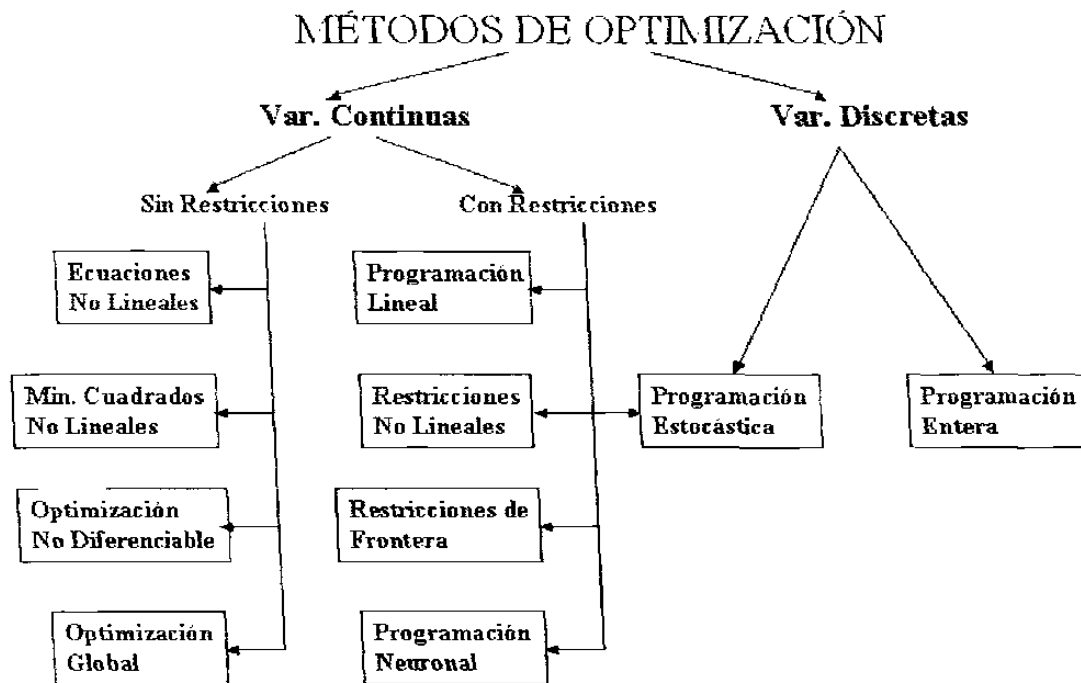 MÉTODOS DE OPTIMIZACIÓN
Var. Continuas
Var. Discretas
Sin Restricciones
Con Restricciones
Ecuaciones
No Lineales
Programación
Lineal
Min. Cuadrados
No Lineales
Restricciones
No Lineales
Programación
Estocástica
Programación
Entera
Optimización
No Diferenciable
Restricciones de
Frontera
Optimización
Global
Programación
Neuronal